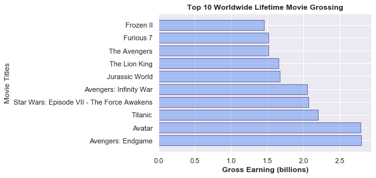 Top 10 Worldwide Lifetime Movie Grossing
Movie Titles
Frozen II
Furious 7
The Avengers
The Lion King
Jurassic World
Avengers: Infinity War
Star Wars: Episode VII - The Force Awakens
Titanic
Avatar
Avengers: Endgame
0.0 0.5 1.0 1.5 2.0 2.5
Gross Earning (billions)